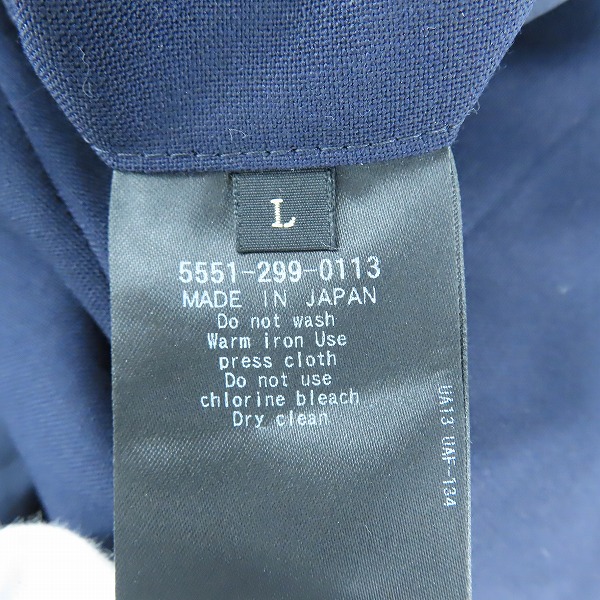 L
5551-299-0113
MADE IN JAPAN
Do not wash
Warm iron Use
press cloth
Do not use
chlorine bleach
Dry clean
UA13 UAF-134